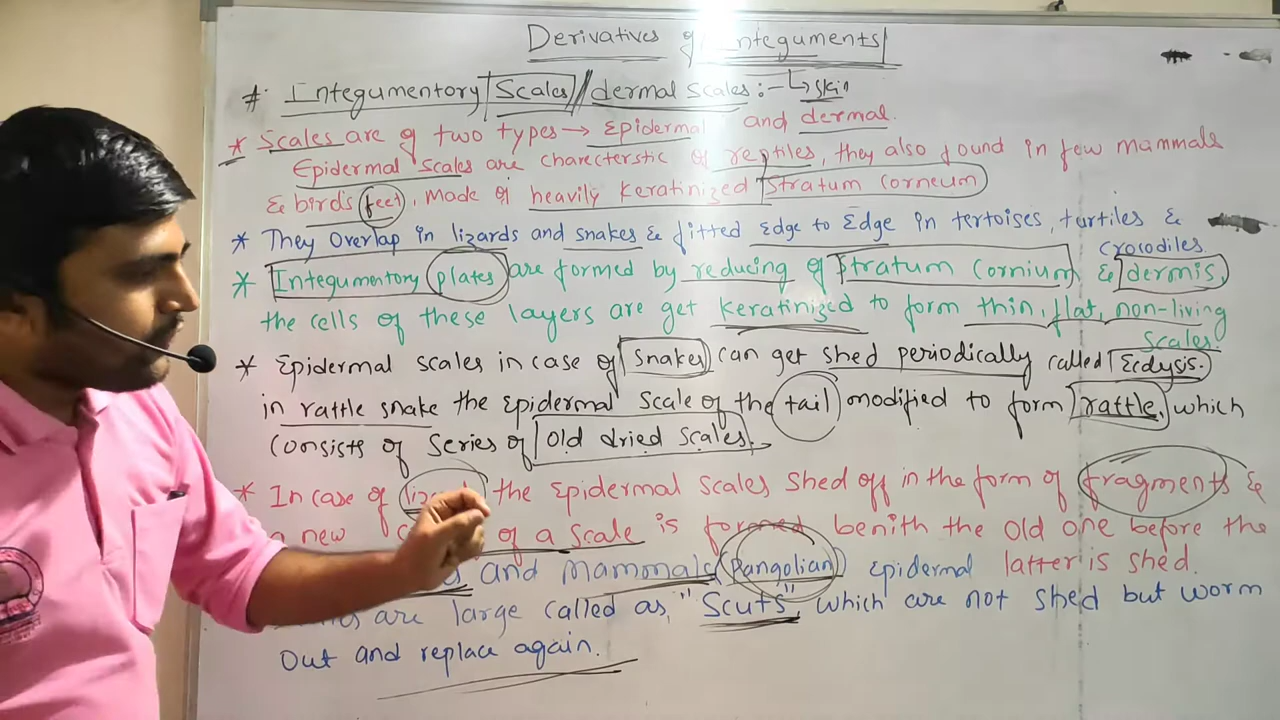 Derivatives of Integuments
#. Integumentory Scales // dermal scales :- ↳ skin
* Scales are of two types → Epidermal and dermal.
Epidermal Scales are charecterstic of reptiles, they also found in few mammals
& bird's feet, made of heavily keratinized Stratum Corneum
* They Overlap in lizards and snakes & fitted Edge to Edge in tertoises, turtiles &
crocodiles.
* Integumentory plates are formed by reducing of Stratum Cornium & dermis,
the cells of these layers are get keratinized to form thin, flat, non-living
scales
* Epidermal scales in case of snakes can get shed periodically called Ecdysis.
in rattle snake the Epidermal Scale of the tail modified to form rattle, which
consists of series of old dried scales.
* In case of the Epidermal scales shed off in the form of fragments &
new of a scale is formed benith the old one before the
and Mammals (Pangolian) Epidermal latter is shed.
are large called as, "Scuts", which are not shed but worm
out and replace again.